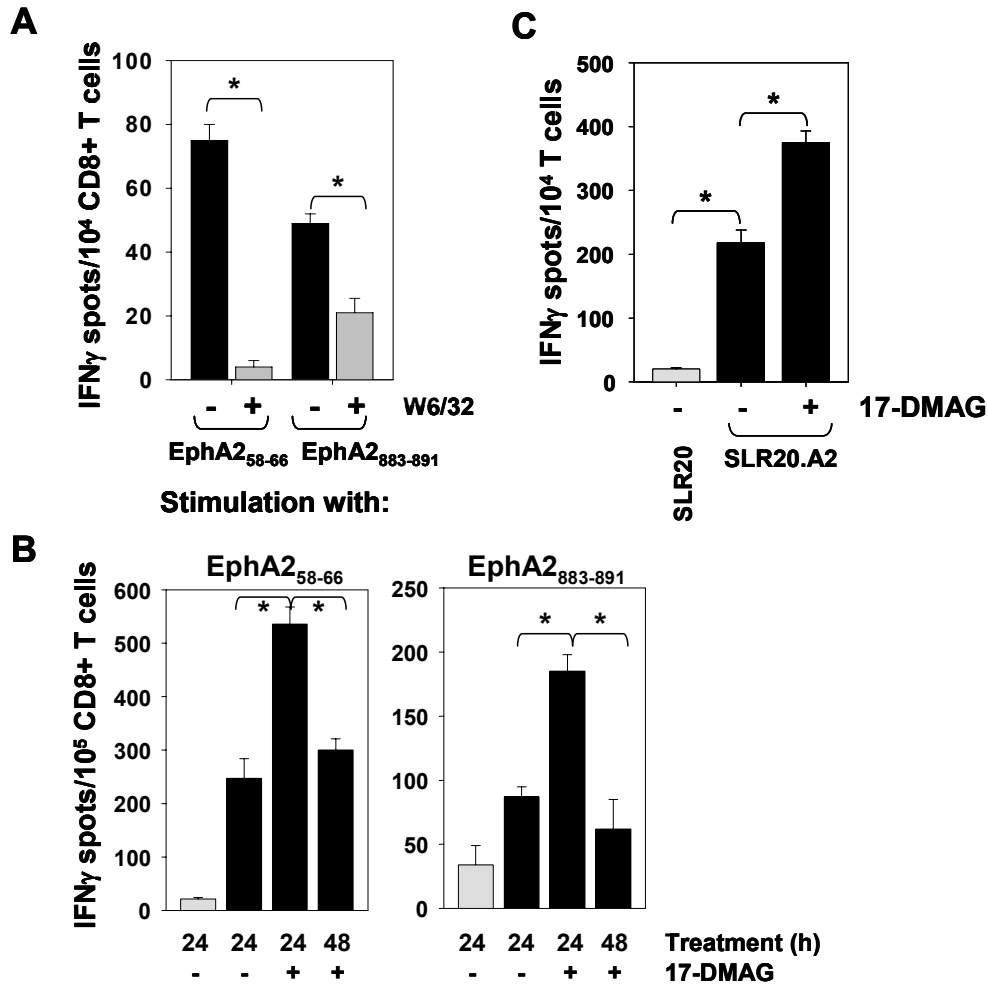 A
IFNγ spots/10⁴ CD8+ T cells
100
80
60
40
20
0
*
*
- + - + W6/32
EphA2₅₈₋₆₆ EphA2₈₈₃₋₈₉₁
Stimulation with:
C
IFNγ spots/10⁴ T cells
500
400
300
200
100
0
*
*
- - + 17-DMAG
SLR20
SLR20.A2
B
IFNγ spots/10⁵ CD8+ T cells
EphA2₅₈₋₆₆
600
500
400
300
200
100
0
* *
EphA2₈₈₃₋₈₉₁
250
200
150
100
50
0
* *
24 24 24 48 24 24 24 48 Treatment (h)
- - + + - - + + 17-DMAG